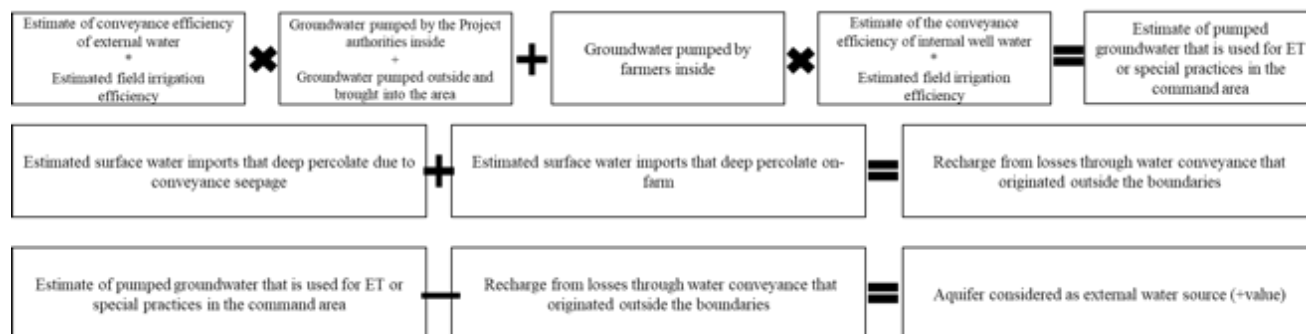 Estimate of conveyance efficiency
of external water
*
Estimated field irrigation
efficiency
✖
Groundwater pumped by the Project
authorities inside
+
Groundwater pumped outside and
brought into the area
+
Groundwater pumped by
farmers inside
✖
Estimate of the conveyance
efficiency of internal well water
*
Estimated field irrigation
efficiency
=
Estimate of pumped
groundwater that is used for ET
or special practices in the
command area
Estimated surface water imports that deep percolate due to
conveyance seepage
+
Estimated surface water imports that deep percolate on-
farm
=
Recharge from losses through water conveyance that
originated outside the boundaries
Estimate of pumped groundwater that is used for ET or
special practices in the command area
—
Recharge from losses through water conveyance that
originated outside the boundaries
=
Aquifer considered as external water source (+value)